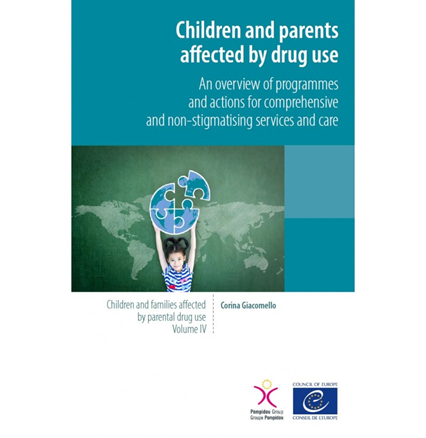 Children and parents
affected by drug use
An overview of programmes
and actions for comprehensive
and non-stigmatising services and care
Children and families affected
by parental drug use
Volume IV
Corina Giacomello
Pompidou Group
Groupe Pompidou
COUNCIL OF EUROPE
CONSEIL DE L'EUROPE